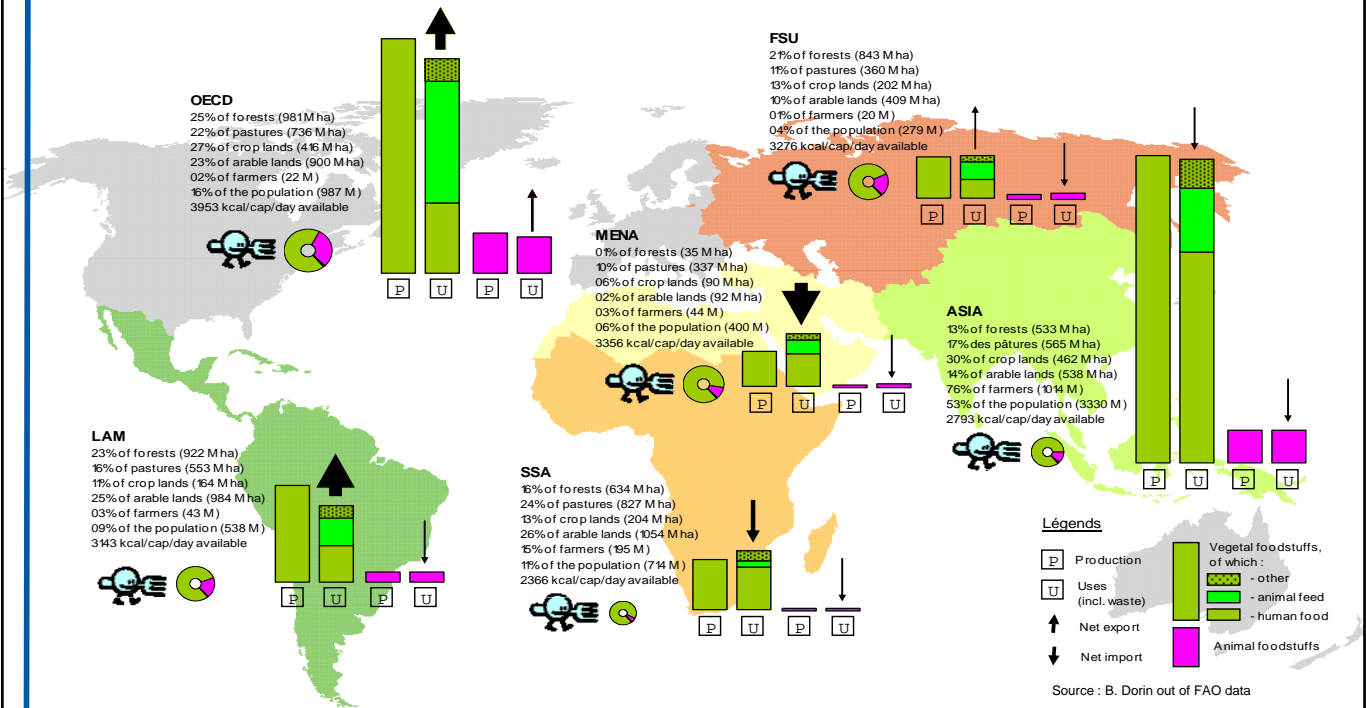 OECD
25% of forests (981 M ha)
22% of pastures (736 M ha)
27% of crop lands (416 M ha)
23% of arable lands (900 M ha)
02% of farmers (22 M)
16% of the population (987 M)
3953 kcal/cap/day available
P U P U
FSU
21% of forests (843 M ha)
11% of pastures (360 M ha)
13% of crop lands (202 M ha)
10% of arable lands (409 M ha)
01% of farmers (20 M)
04% of the population (279 M)
3276 kcal/cap/day available
P U P U
MENA
01% of forests (35 M ha)
10% of pastures (337 M ha)
06% of crop lands (90 M ha)
02% of arable lands (92 M ha)
03% of farmers (44 M)
06% of the population (400 M)
3356 kcal/cap/day available
P U P U
ASIA
13% of forests (533 M ha)
17% des pâtures (565 M ha)
30% of crop lands (462 M ha)
14% of arable lands (538 M ha)
76% of farmers (1014 M)
53% of the population (3330 M)
2793 kcal/cap/day available
P U P U
LAM
23% of forests (922 M ha)
16% of pastures (553 M ha)
11% of crop lands (164 M ha)
25% of arable lands (984 M ha)
03% of farmers (43 M)
09% of the population (538 M)
3143 kcal/cap/day available
P U P U
SSA
16% of forests (634 M ha)
24% of pastures (827 M ha)
13% of crop lands (204 M ha)
26% of arable lands (1054 M ha)
15% of farmers (195 M)
11% of the population (714 M)
2366 kcal/cap/day available
P U P U
Légends
P Production
U Uses
(incl. waste)
Net export
Net import
Vegetal foodstuffs,
of which :
- other
- animal feed
- human food
Animal foodstuffs
Source : B. Dorin out of FAO data